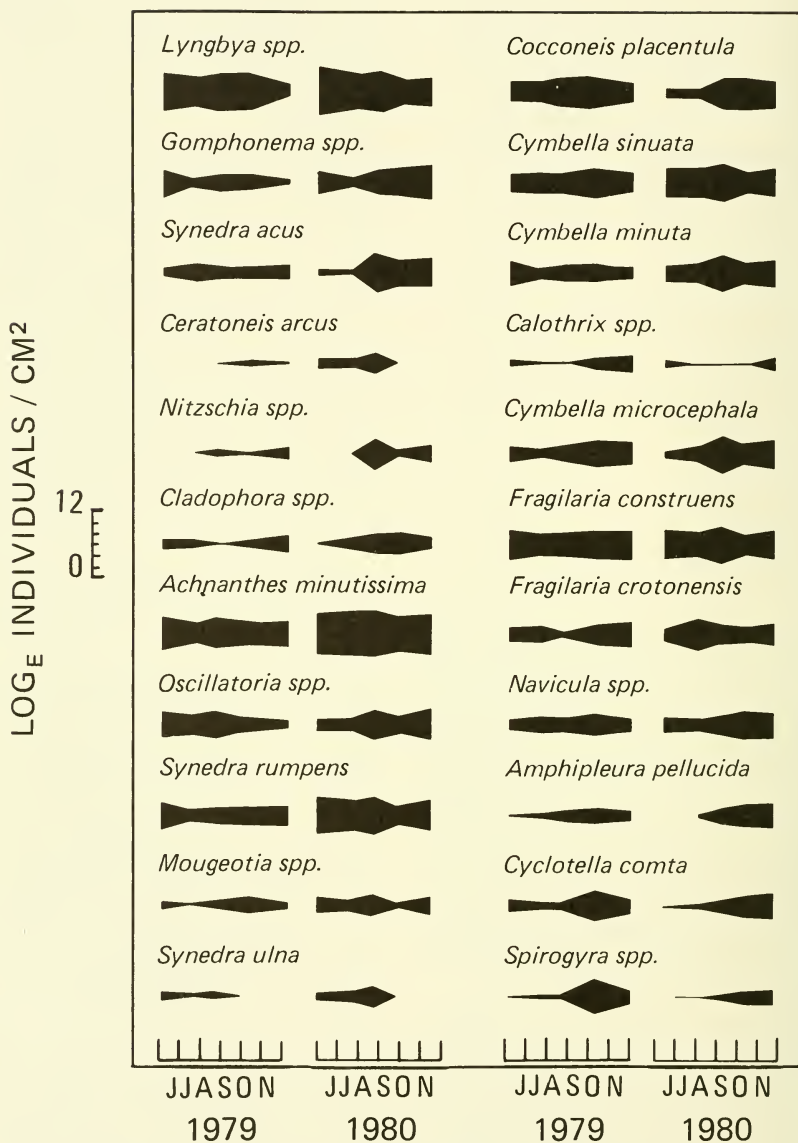 Lyngbya spp.
Cocconeis placentula
Gomphonema spp.
Cymbella sinuata
Synedra acus
Cymbella minuta
Ceratoneis arcus
Calothrix spp.
Nitzschia spp.
Cymbella microcephala
Cladophora spp.
Fragilaria construens
Achnanthes minutissima
Fragilaria crotonensis
Oscillatoria spp.
Navicula spp.
Synedra rumpens
Amphipleura pellucida
Mougeotia spp.
Cyclotella comta
Synedra ulna
Spirogyra spp.
LOG_E INDIVIDUALS / CM²
12
0
JJASON JJASON JJASON JJASON
1979 1980 1979 1980